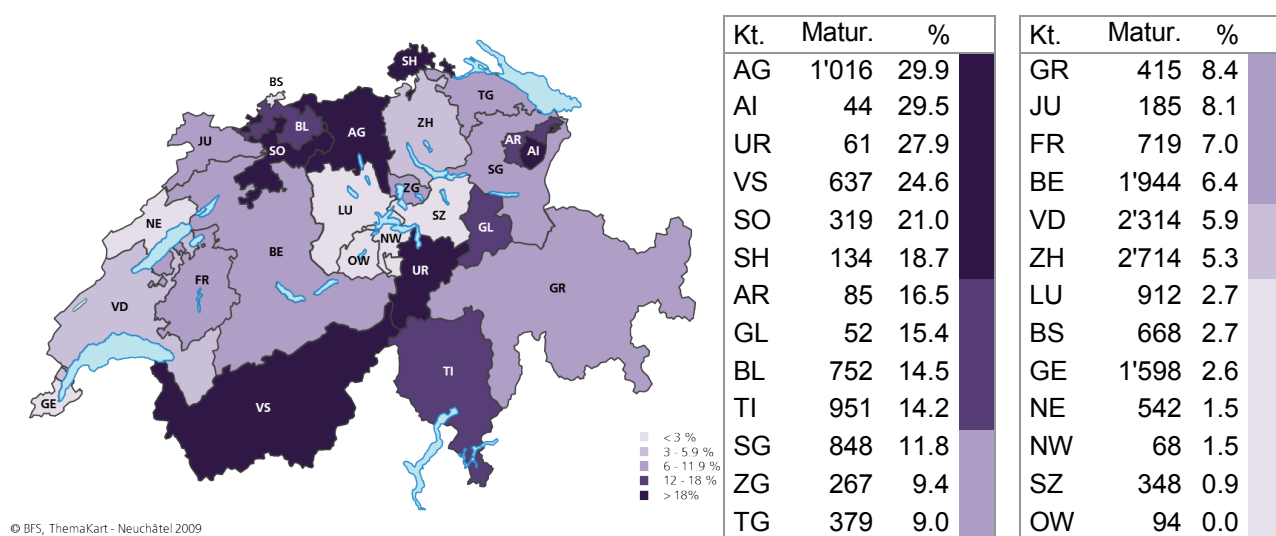 SH
BS
TG
BL
AG
ZH
AR
AI
JU
SO
SG
ZG
LU
SZ
NE
GL
NW
BE
OW
UR
FR
GR
VD
TI
GE
VS
< 3 %
3 - 5.9 %
6 - 11.9 %
12 - 18 %
> 18%
© BFS, ThemaKart - Neuchâtel 2009
Kt. Matur. %
AG 1'016 29.9
AI 44 29.5
UR 61 27.9
VS 637 24.6
SO 319 21.0
SH 134 18.7
AR 85 16.5
GL 52 15.4
BL 752 14.5
TI 951 14.2
SG 848 11.8
ZG 267 9.4
TG 379 9.0
Kt. Matur. %
GR 415 8.4
JU 185 8.1
FR 719 7.0
BE 1'944 6.4
VD 2'314 5.9
ZH 2'714 5.3
LU 912 2.7
BS 668 2.7
GE 1'598 2.6
NE 542 1.5
NW 68 1.5
SZ 348 0.9
OW 94 0.0